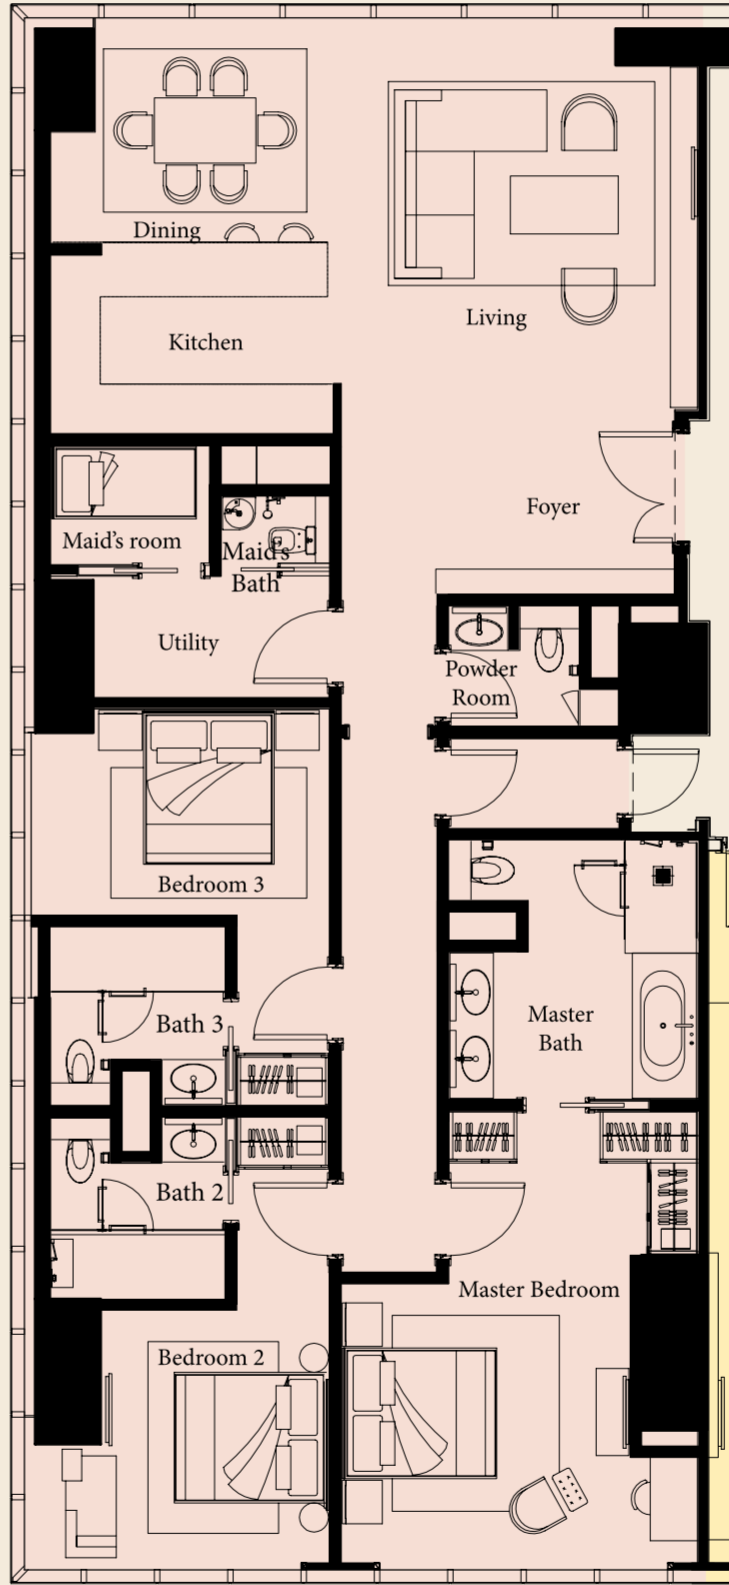 Dining
Living
Kitchen
Foyer
Maid's room
Maid's
Bath
Utility
Powder
Room
Bedroom 3
Bath 3
Master
Bath
Bath 2
Master Bedroom
Bedroom 2